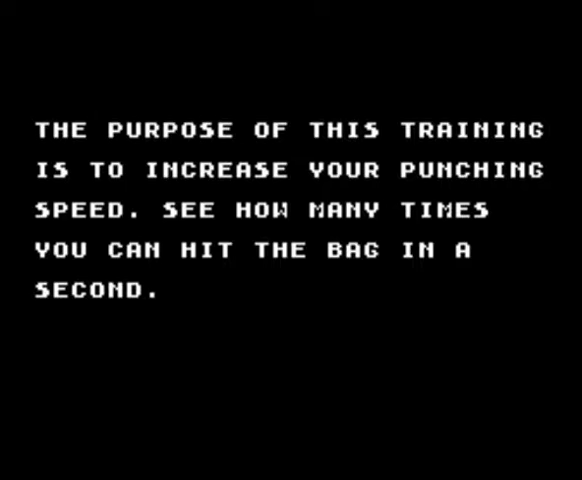 THE PURPOSE OF THIS TRAINING
IS TO INCREASE YOUR PUNCHING
SPEED. SEE HOW MANY TIMES
YOU CAN HIT THE BAG IN A
SECOND.